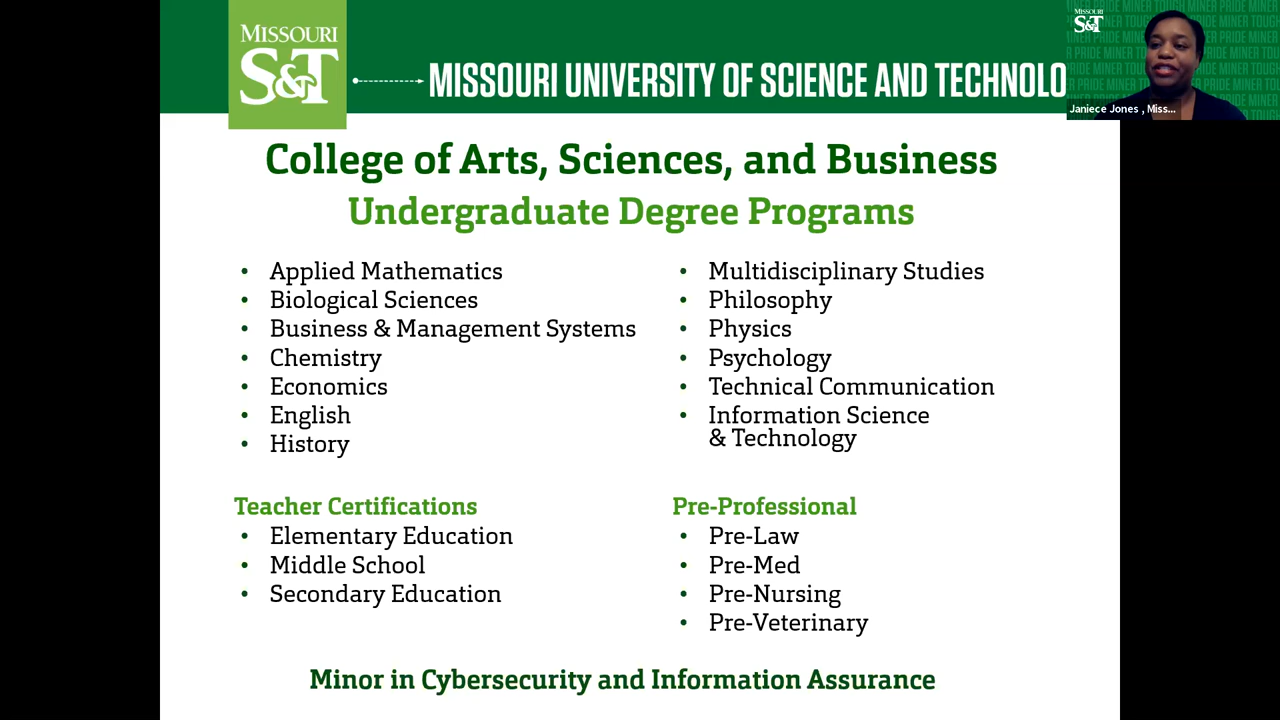 MISSOURI
S&T
MISSOURI UNIVERSITY OF SCIENCE AND TECHNOLO
MISSOURI
S&T
Janiece Jones , Miss...
College of Arts, Sciences, and Business
Undergraduate Degree Programs
• Applied Mathematics
• Biological Sciences
• Business & Management Systems
• Chemistry
• Economics
• English
• History
• Multidisciplinary Studies
• Philosophy
• Physics
• Psychology
• Technical Communication
• Information Science
& Technology
Teacher Certifications
• Elementary Education
• Middle School
• Secondary Education
Pre-Professional
• Pre-Law
• Pre-Med
• Pre-Nursing
• Pre-Veterinary
Minor in Cybersecurity and Information Assurance